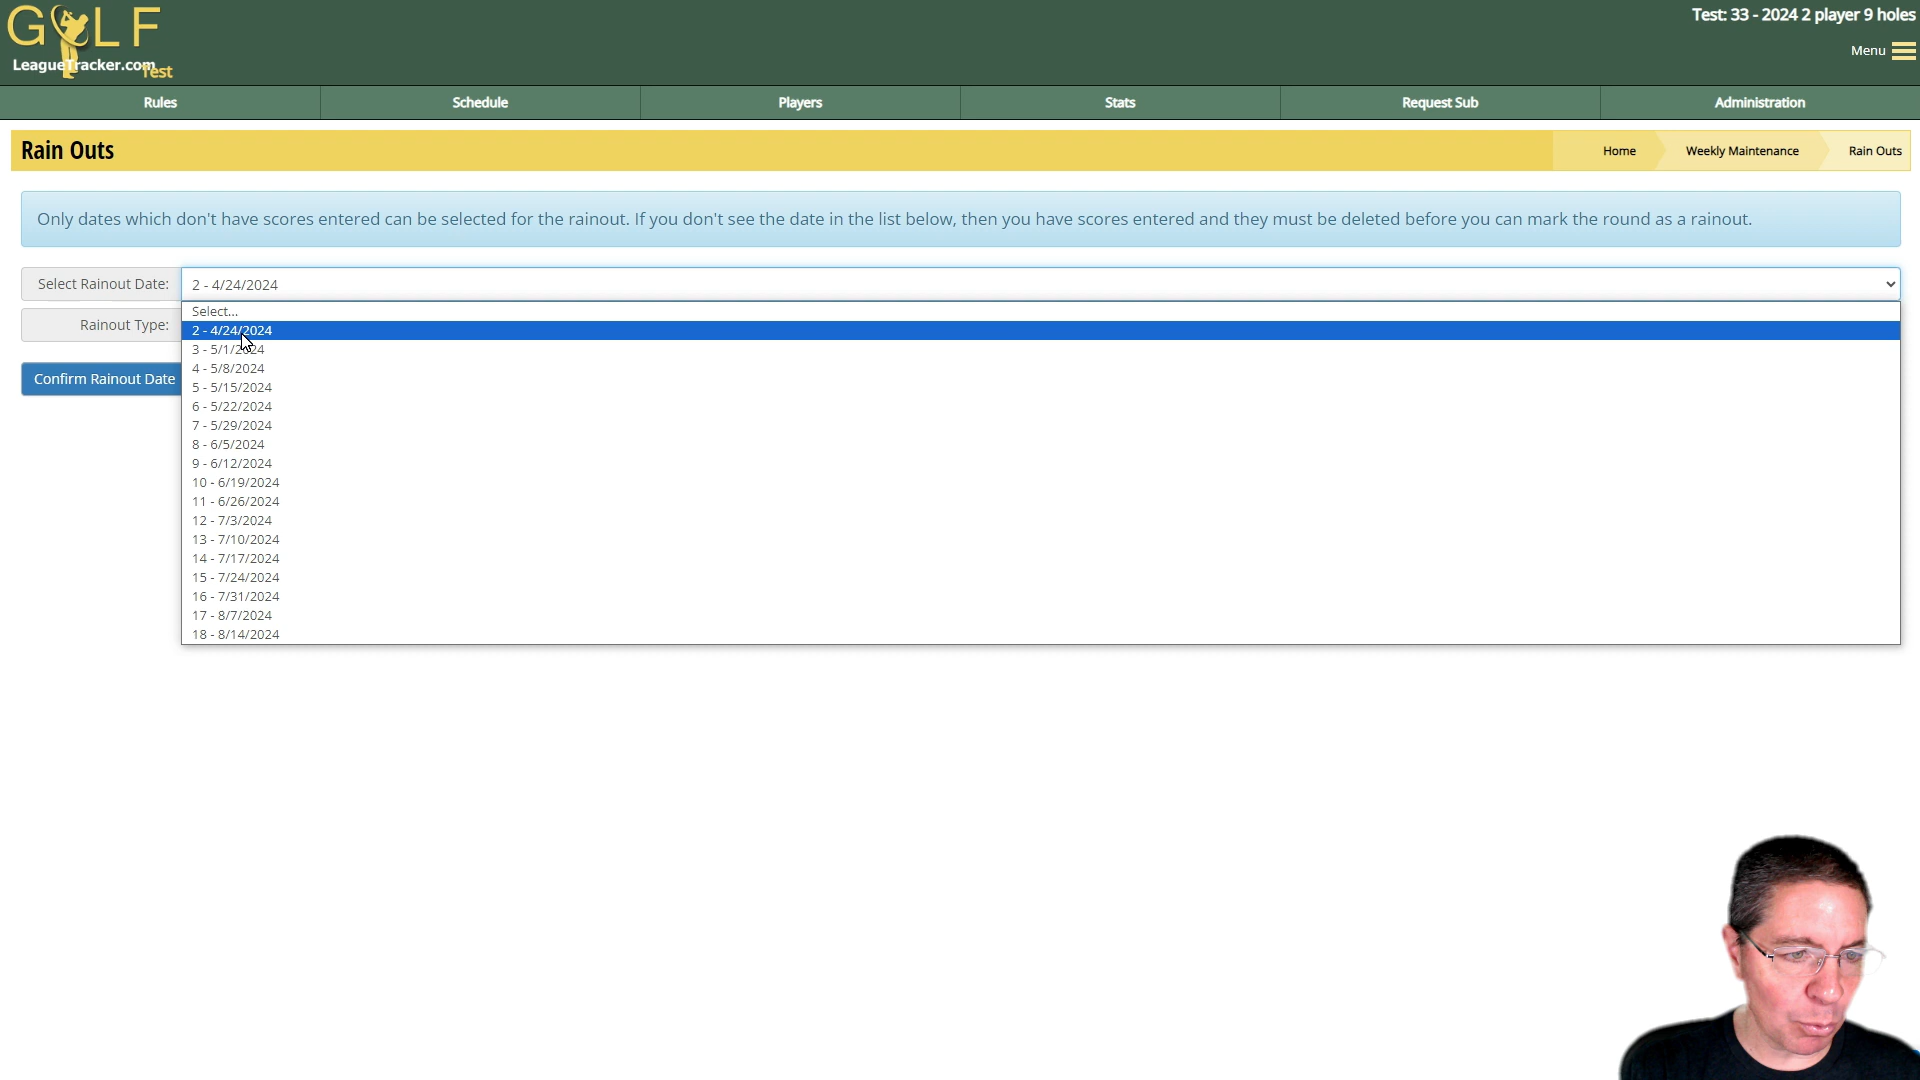 GOLF
LeagueTracker.com
Test
Test: 33 - 2024 2 player 9 holes
Menu
Rules
Schedule
Players
Stats
Request Sub
Administration
Rain Outs
Home
Weekly Maintenance
Rain Outs
Only dates which don't have scores entered can be selected for the rainout. If you don't see the date in the list below, then you have scores entered and they must be deleted before you can mark the round as a rainout.
Select Rainout Date:
2 - 4/24/2024
Rainout Type:
Confirm Rainout Date
Select...
2 - 4/24/2024
3 - 5/1/2024
4 - 5/8/2024
5 - 5/15/2024
6 - 5/22/2024
7 - 5/29/2024
8 - 6/5/2024
9 - 6/12/2024
10 - 6/19/2024
11 - 6/26/2024
12 - 7/3/2024
13 - 7/10/2024
14 - 7/17/2024
15 - 7/24/2024
16 - 7/31/2024
17 - 8/7/2024
18 - 8/14/2024